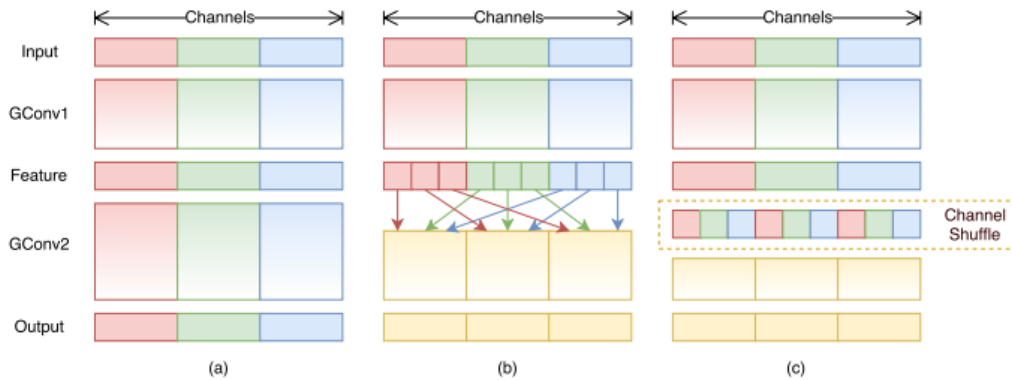 Channels Channels Channels
Input
GConv1
Feature
GConv2
Channel
Shuffle
Output
(a) (b) (c)